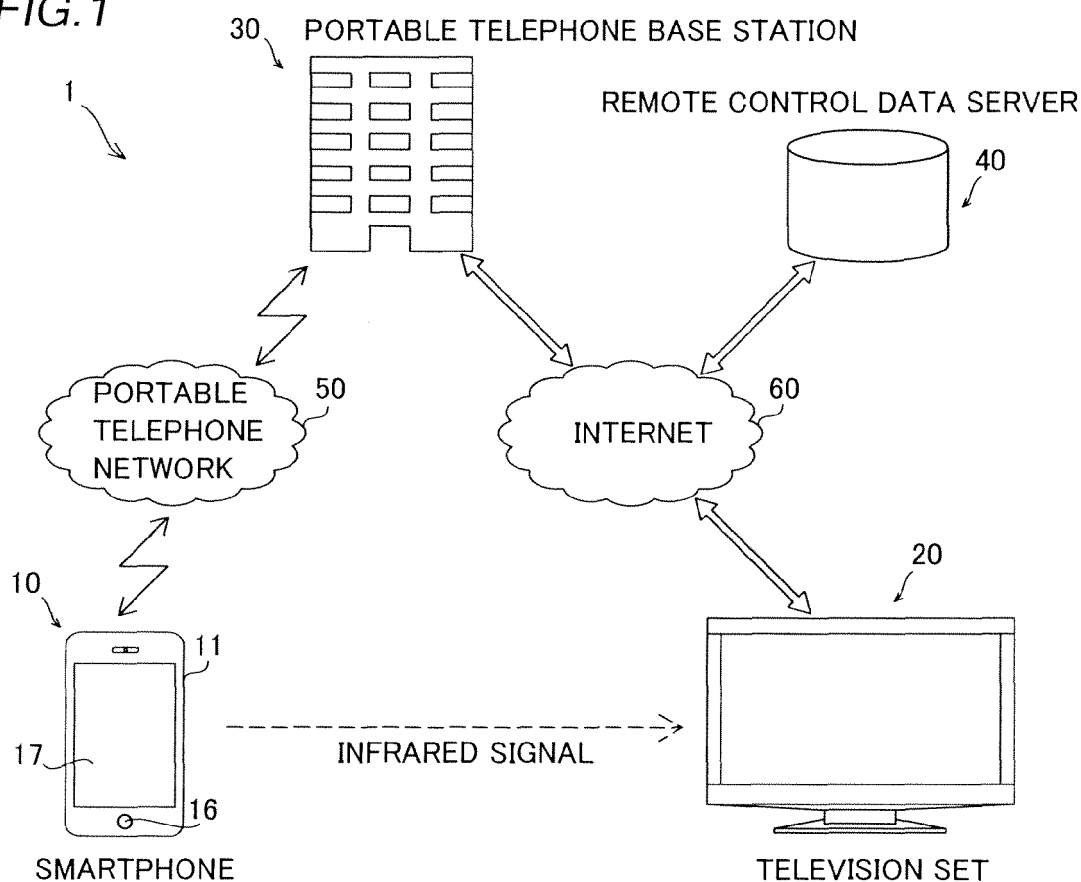 FIG.1
30
PORTABLE TELEPHONE BASE STATION
1
REMOTE CONTROL DATA SERVER
40
PORTABLE
TELEPHONE
NETWORK
50
INTERNET
60
10
11
17
16
INFRARED SIGNAL
20
SMARTPHONE
TELEVISION SET